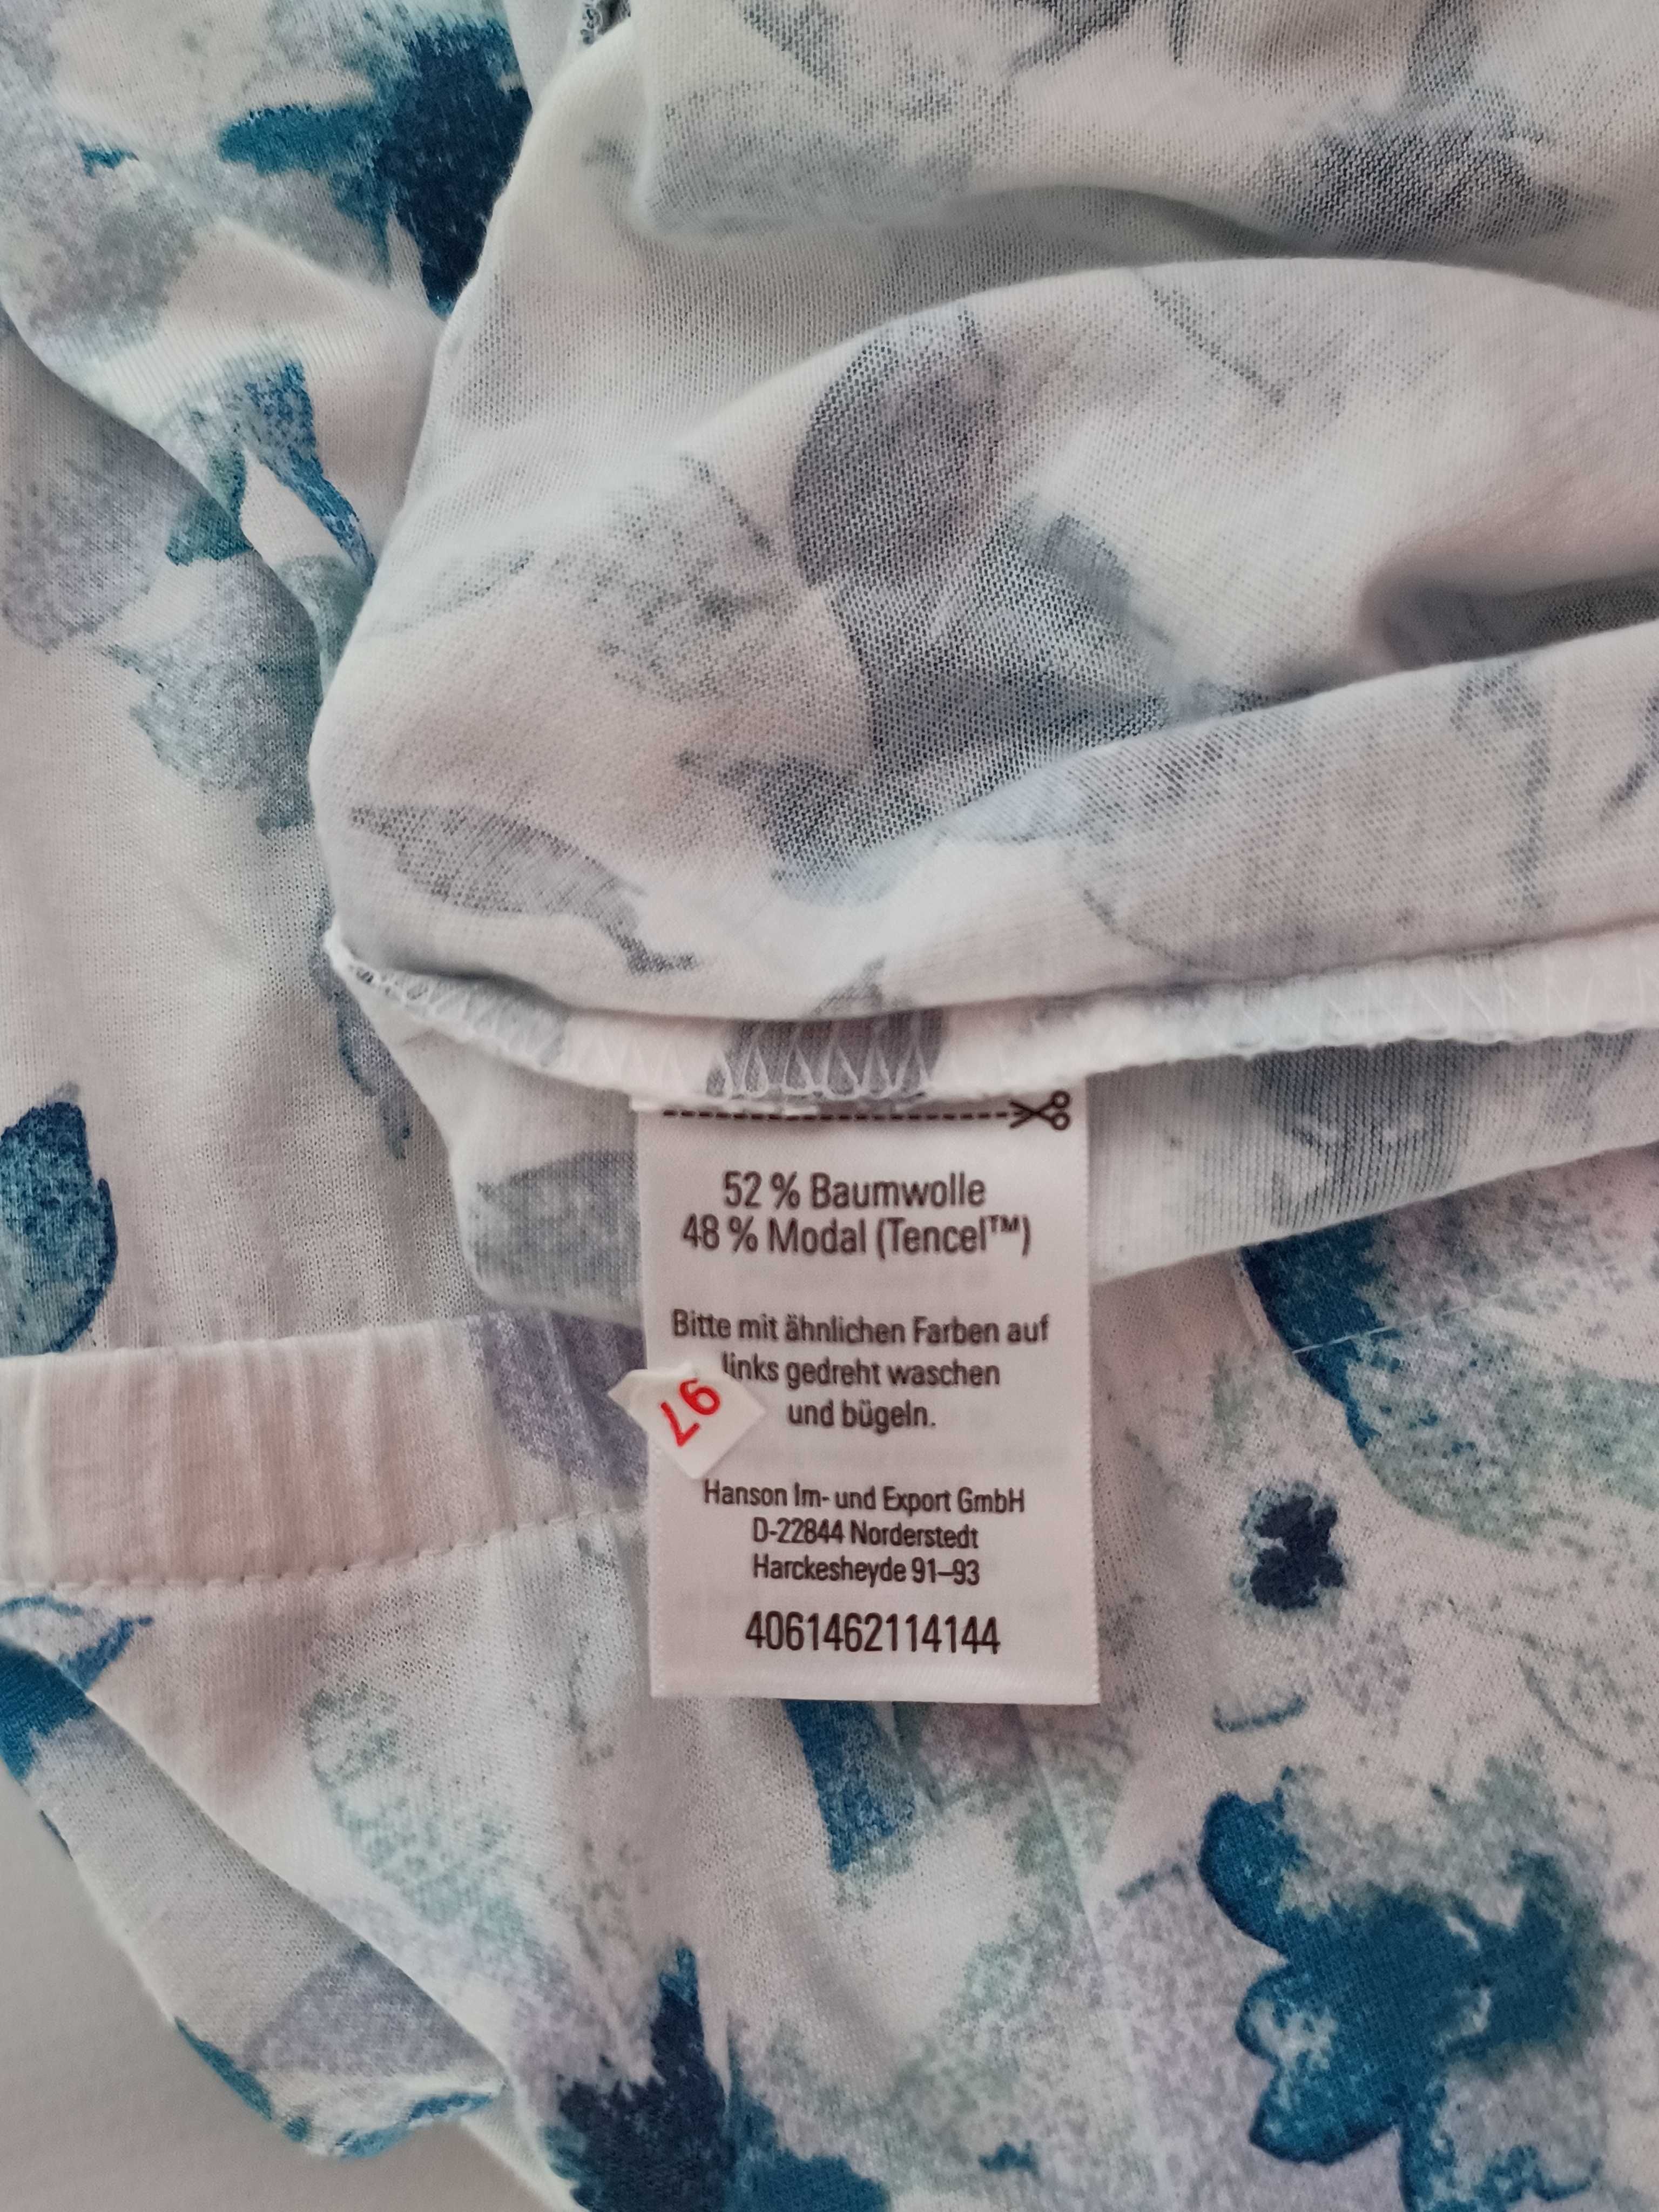 52 % Baumwolle
48 % Modal (Tencel™)
Bitte mit ähnlichen Farben auf
links gedreht waschen
und bügeln.
97
Hanson Im- und Export GmbH
D-22844 Norderstedt
Harckesheyde 91–93
4061462114144